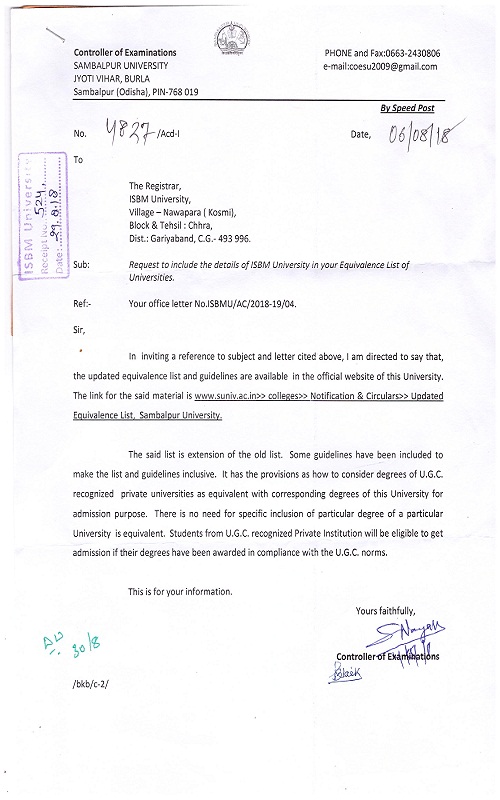 Controller of Examinations
SAMBALPUR UNIVERSITY
JYOTI VIHAR, BURLA
Sambalpur (Odisha), PIN-768 019
PHONE and Fax:0663-2430806
e-mail:coesu2009@gmail.com
By Speed Post
No. 4827/Acd-I
Date, 06/08/18
ISBM University
Receipt No. 524
Date: 29.8.18
To
The Registrar,
ISBM University,
Village – Nawapara ( Kosmi),
Block & Tehsil : Chhra,
Dist.: Gariyaband, C.G.- 493 996.
Sub: Request to include the details of ISBM University in your Equivalence List of
Universities.
Ref:- Your office letter No.ISBMU/AC/2018-19/04.
Sir,
In inviting a reference to subject and letter cited above, I am directed to say that,
the updated equivalence list and guidelines are available in the official website of this University.
The link for the said material is www.suniv.ac.in>> colleges>> Notification & Circulars>> Updated
Equivalence List, Sambalpur University.
The said list is extension of the old list. Some guidelines have been included to
make the list and guidelines inclusive. It has the provisions as how to consider degrees of U.G.C.
recognized private universities as equivalent with corresponding degrees of this University for
admission purpose. There is no need for specific inclusion of particular degree of a particular
University is equivalent. Students from U.G.C. recognized Private Institution will be eligible to get
admission if their degrees have been awarded in compliance with the U.G.C. norms.
This is for your information.
Yours faithfully,
SNayak
Controller of Examinations
30/8
/bkb/c-2/